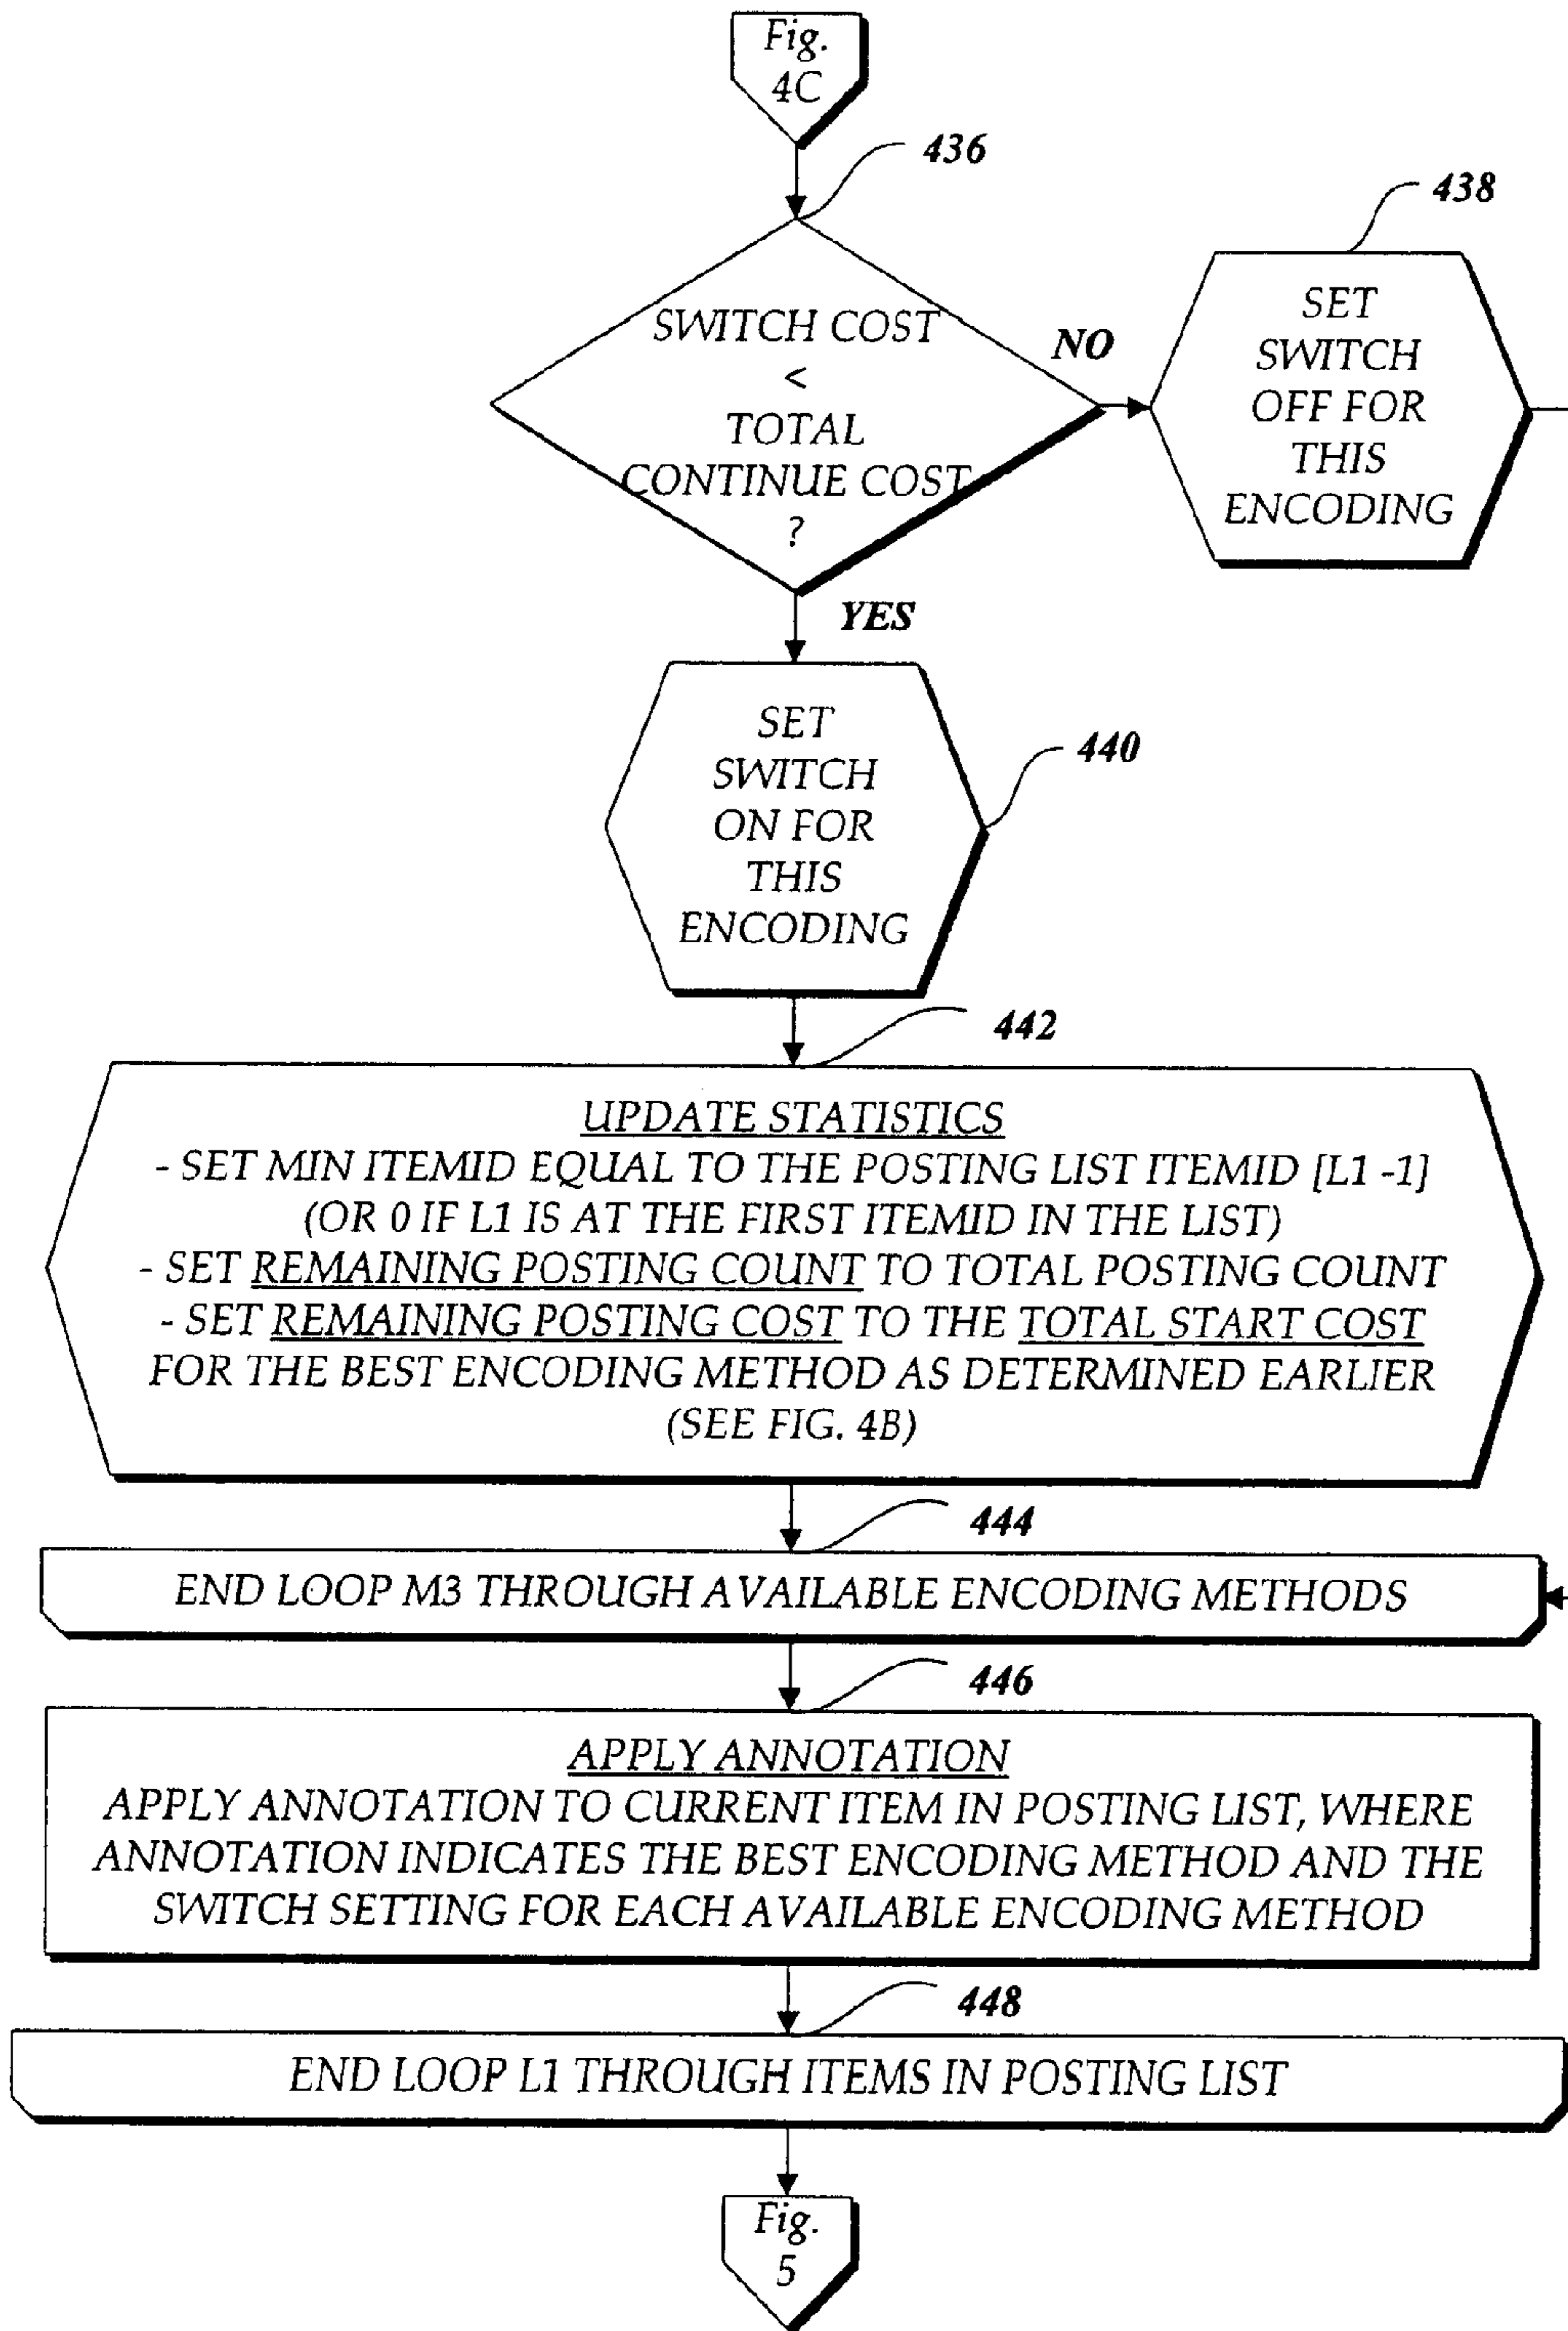 Fig.
4C
436
438
SWITCH COST
<
TOTAL
CONTINUE COST
?
NO
SET
SWITCH
OFF FOR
THIS
ENCODING
YES
SET
SWITCH
ON FOR
THIS
ENCODING
440
442
UPDATE STATISTICS
- SET MIN ITEMID EQUAL TO THE POSTING LIST ITEMID [L1 -1]
(OR 0 IF L1 IS AT THE FIRST ITEMID IN THE LIST)
- SET REMAINING POSTING COUNT TO TOTAL POSTING COUNT
- SET REMAINING POSTING COST TO THE TOTAL START COST
FOR THE BEST ENCODING METHOD AS DETERMINED EARLIER
(SEE FIG. 4B)
444
END LOOP M3 THROUGH AVAILABLE ENCODING METHODS
446
APPLY ANNOTATION
APPLY ANNOTATION TO CURRENT ITEM IN POSTING LIST, WHERE
ANNOTATION INDICATES THE BEST ENCODING METHOD AND THE
SWITCH SETTING FOR EACH AVAILABLE ENCODING METHOD
448
END LOOP L1 THROUGH ITEMS IN POSTING LIST
Fig.
5